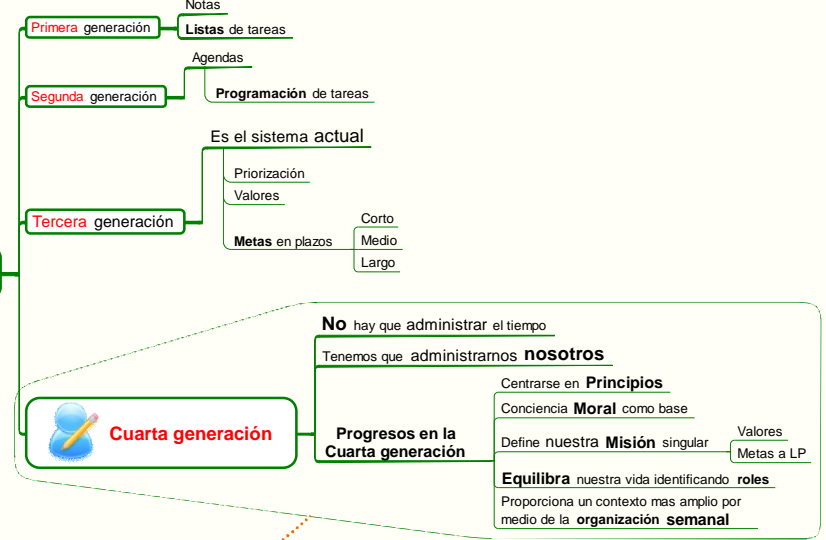 Notas
Primera generación
Listas de tareas
Agendas
Segunda generación
Programación de tareas
Es el sistema actual
Priorización
Valores
Tercera generación
Metas en plazos
Corto
Medio
Largo
No hay que administrar el tiempo
Tenemos que administrarnos nosotros
Cuarta generación
Progresos en la
Cuarta generación
Centrarse en Principios
Conciencia Moral como base
Define nuestra Misión singular
Valores
Metas a LP
Equilibra nuestra vida identificando roles
Proporciona un contexto mas amplio por
medio de la organización semanal